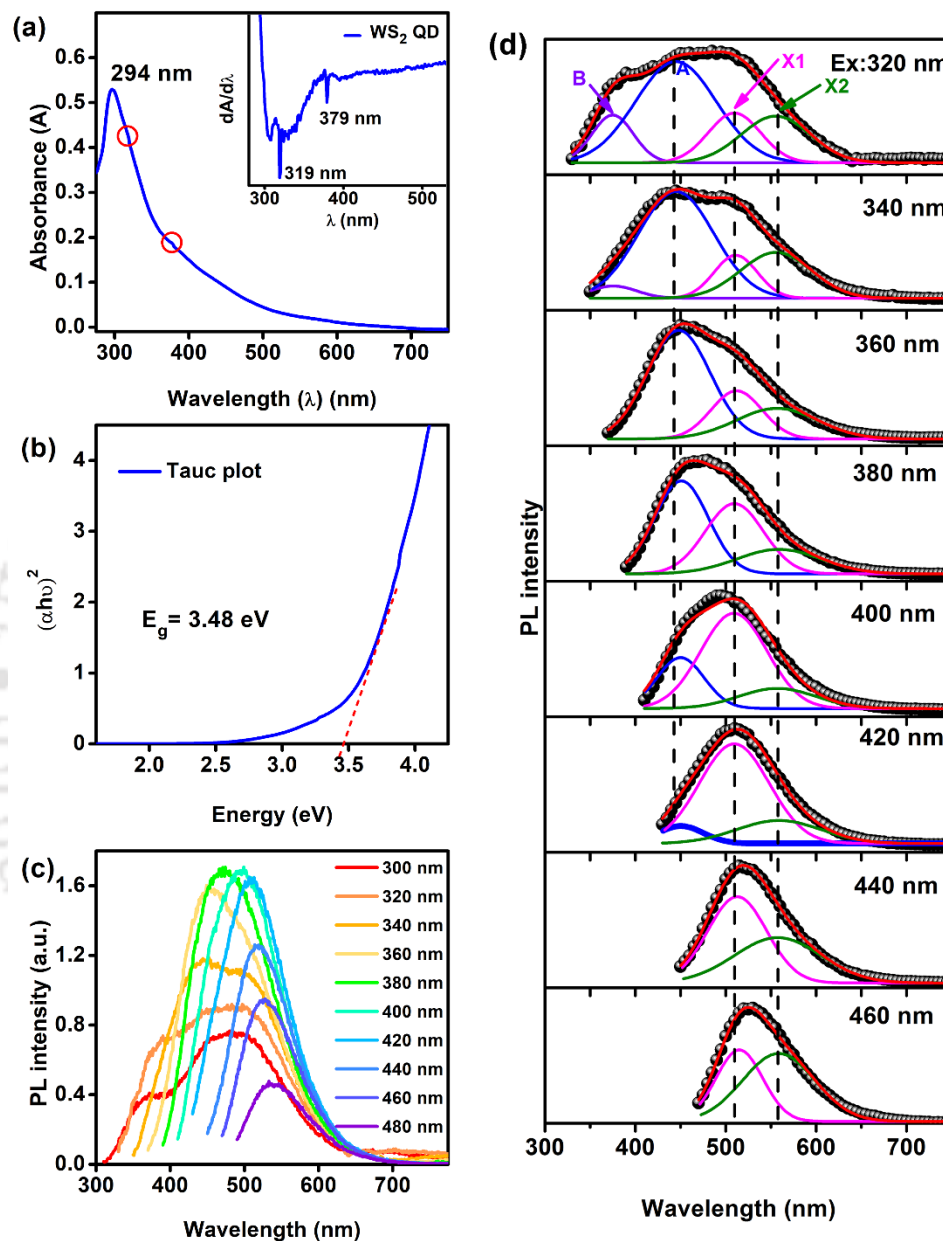 (a)
294 nm
Absorbance (A)
0.6
0.5
0.4
0.3
0.2
0.1
0.0
300 400 500 600 700
Wavelength (λ) (nm)
WS₂ QD
dA/dλ
379 nm
319 nm
300 400 500
λ (nm)
(b)
Tauc plot
E_g= 3.48 eV
(αhυ)²
4
3
2
1
0
2.0 2.5 3.0 3.5 4.0
Energy (eV)
(c)
PL intensity (a.u.)
1.6
1.2
0.8
0.4
0.0
300 nm
320 nm
340 nm
360 nm
380 nm
400 nm
420 nm
440 nm
460 nm
480 nm
300 400 500 600 700
Wavelength (nm)
(d)
PL intensity
B
A
X1
X2
Ex:320 nm
340 nm
360 nm
380 nm
400 nm
420 nm
440 nm
460 nm
300 400 500 600 700
Wavelength (nm)